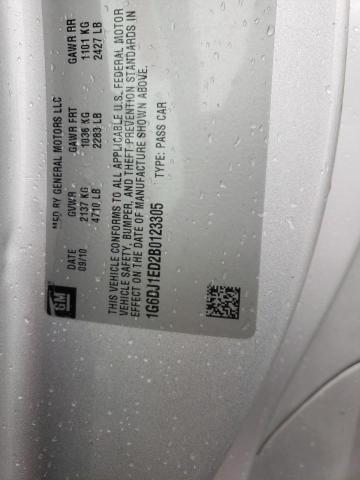 GM
MFD BY GENERAL MOTORS LLC
DATE GVWR GAWR FRT GAWR RR
09/10 2137 KG 1036 KG 1101 KG
4710 LB 2283 LB 2427 LB
THIS VEHICLE CONFORMS TO ALL APPLICABLE U.S. FEDERAL MOTOR
VEHICLE SAFETY, BUMPER, AND THEFT PREVENTION STANDARDS IN
EFFECT ON THE DATE OF MANUFACTURE SHOWN ABOVE.
1G6DJ1ED2B0123305 TYPE: PASS CAR